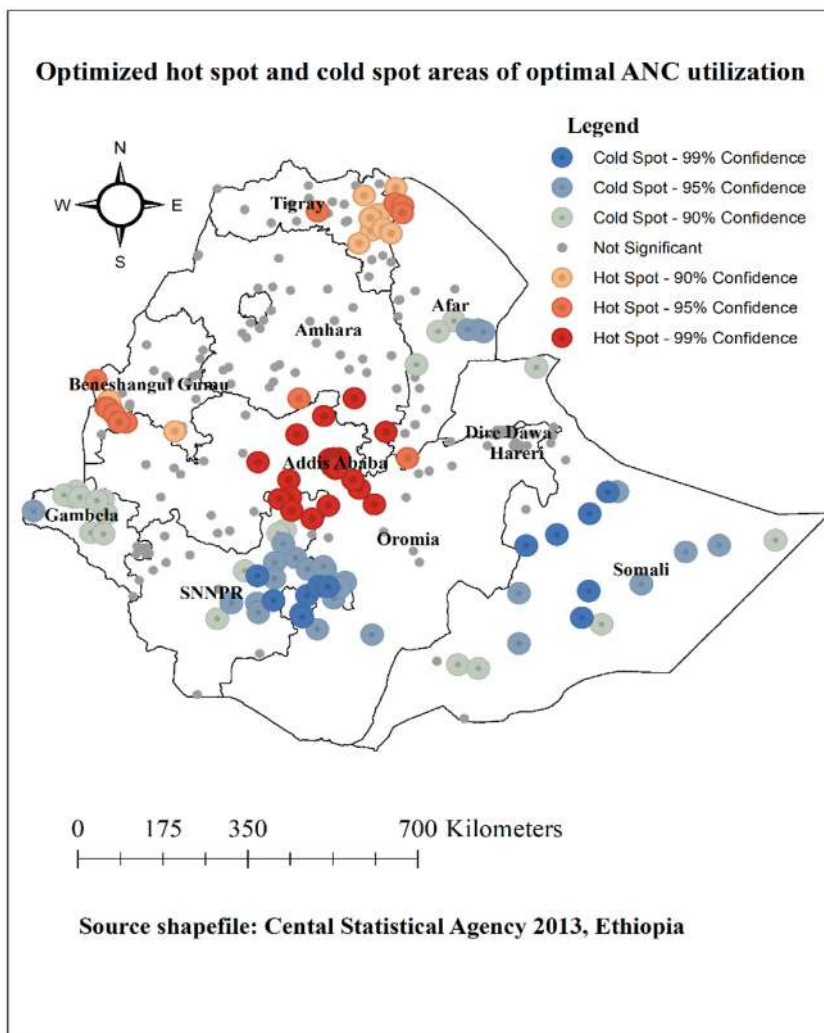 Optimized hot spot and cold spot areas of optimal ANC utilization
Legend
Cold Spot - 99% Confidence
Cold Spot - 95% Confidence
Cold Spot - 90% Confidence
Not Significant
Hot Spot - 90% Confidence
Hot Spot - 95% Confidence
Hot Spot - 99% Confidence
N
W
E
S
Tigray
Afar
Amhara
Beneshangul Gumu
Dire Dawa
Hareri
Addis Ababa
Gambela
Oromia
Somali
SNNPR
0 175 350 700 Kilometers
Source shapefile: Cental Statistical Agency 2013, Ethiopia